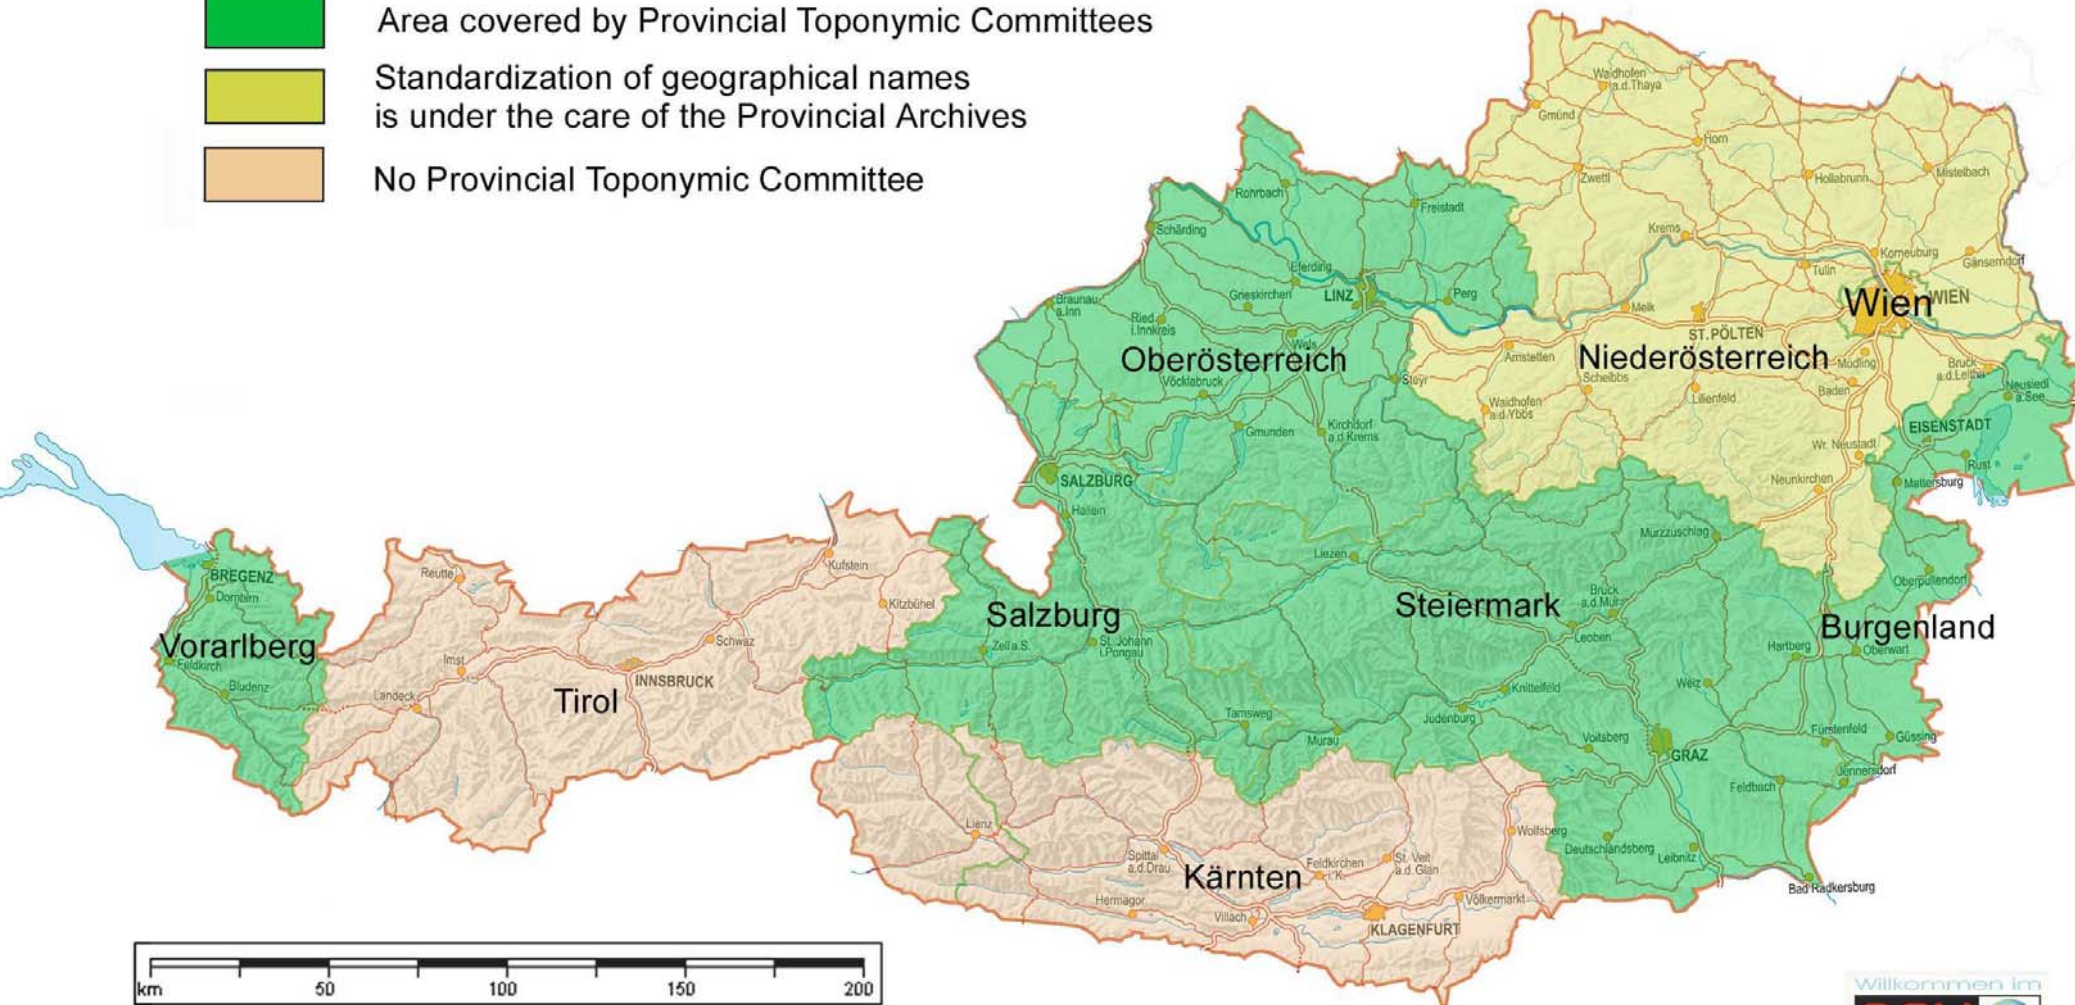 Area covered by Provincial Toponymic Committees
Standardization of geographical names
is under the care of the Provincial Archives
No Provincial Toponymic Committee
Waidhofen
a.d.Thaya
Gmünd
Horn
Zwettl
Hollabrunn
Mistelbach
Rohrbach
Freistadt
Schärding
Krems
Korneuburg
Gänserndorf
Tulln
Eferding
Grieskirchen
LINZ
Perg
Braunau
a.Inn
Ried
i.Innkreis
Melk
Wien
WIEN
ST.PÖLTEN
Wels
Oberösterreich
Amstetten
Niederösterreich
Mödling
Bruck
a.d.Leitha
Vöcklabruck
Steyr
Scheibbs
Lilienfeld
Baden
Neusiedl
a.See
Waidhofen
a.d.Ybbs
Gmunden
Kirchdorf
a.d.Krems
EISENSTADT
Wr. Neustadt
Rust
SALZBURG
Neunkirchen
Mattersburg
Hallein
Mürzzuschlag
Liezen
Kufstein
Reutte
BREGENZ
Dornbirn
Oberpullendorf
Kitzbühel
Salzburg
Steiermark
Bruck
a.d.Mur
Leoben
Burgenland
Vorarlberg
Feldkirch
Schwaz
Zell a.S.
St. Johann
i.Pongau
Hartberg
Oberwart
Imst
INNSBRUCK
Bludenz
Landeck
Tirol
Knittelfeld
Weiz
Tamsweg
Judenburg
Murau
Voitsberg
Fürstenfeld
Güssing
GRAZ
Jennersdorf
Feldbach
Lienz
Wolfsberg
Spittal
a.d.Drau
Feldkirchen
i.K.
St. Veit
a.d.Glan
Deutschlandsberg
Leibnitz
Kärnten
Bad Radkersburg
Hermagor
Villach
Völkermarkt
KLAGENFURT
km 50 100 150 200
Willkommen im